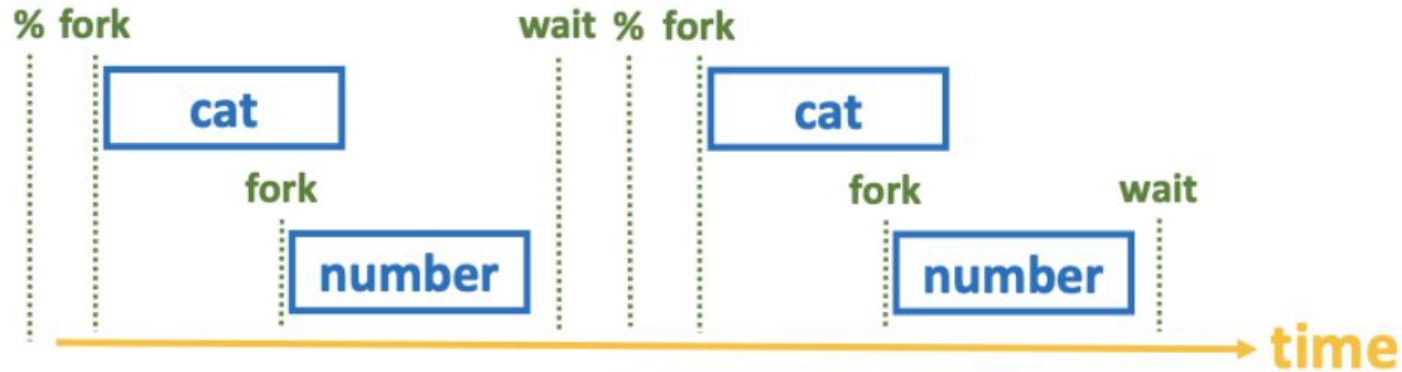 % fork wait % fork
cat cat
fork fork wait
number number
time